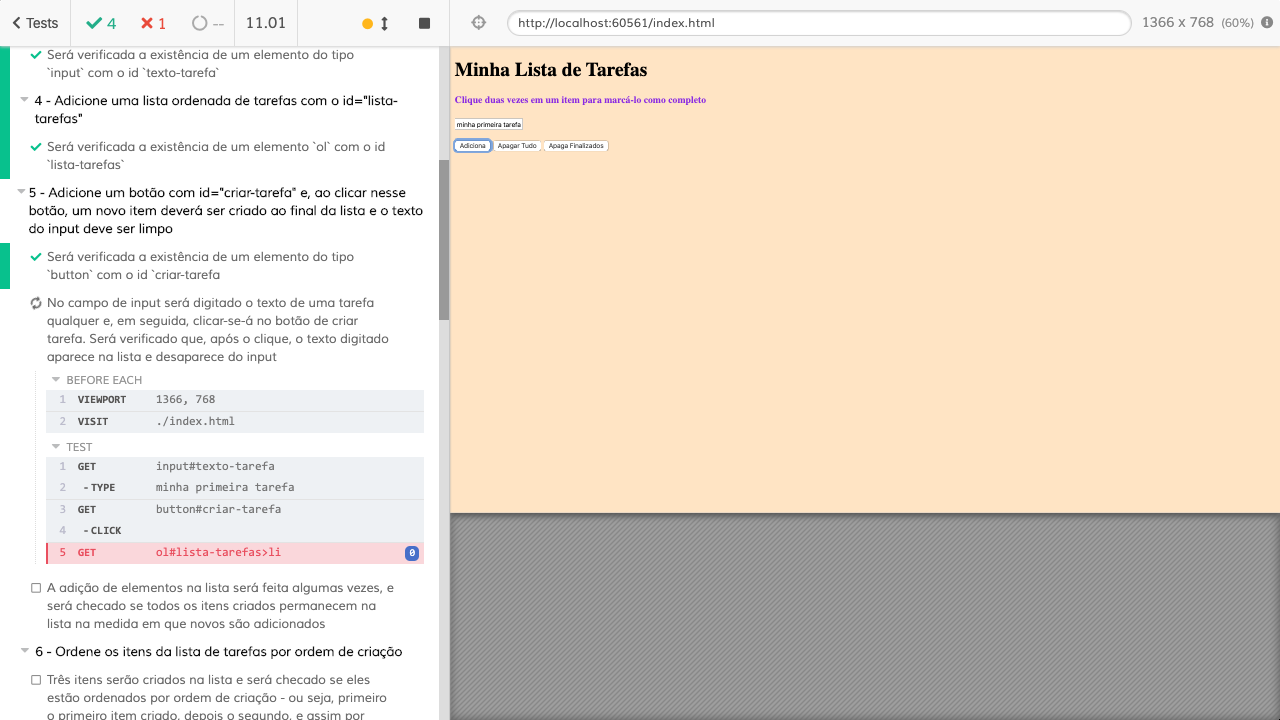 Tests
4
1
--
11.01
http://localhost:60561/index.html
1366 x 768 (60%)
Será verificada a existência de um elemento do tipo
`input` com o id `texto-tarefa`
4 - Adicione uma lista ordenada de tarefas com o id="lista-
tarefas"
Será verificada a existência de um elemento `ol` com o id
`lista-tarefas`
5 - Adicione um botão com id="criar-tarefa" e, ao clicar nesse
botão, um novo item deverá ser criado ao final da lista e o texto
do input deve ser limpo
Será verificada a existência de um elemento do tipo
`button` com o id `criar-tarefa
No campo de input será digitado o texto de uma tarefa
qualquer e, em seguida, clicar-se-á no botão de criar
tarefa. Será verificado que, após o clique, o texto digitado
aparece na lista e desaparece do input
BEFORE EACH
1 VIEWPORT 1366, 768
2 VISIT ./index.html
TEST
1 GET input#texto-tarefa
2 -TYPE minha primeira tarefa
3 GET button#criar-tarefa
4 -CLICK
5 GET ol#lista-tarefas>li 0
A adição de elementos na lista será feita algumas vezes, e
será checado se todos os itens criados permanecem na
lista na medida em que novos são adicionados
6 - Ordene os itens da lista de tarefas por ordem de criação
Três itens serão criados na lista e será checado se eles
estão ordenados por ordem de criação - ou seja, primeiro
o primeiro item criado, depois o segundo, e assim por
Minha Lista de Tarefas
Clique duas vezes em um item para marcá-lo como completo
minha primeira tarefa
Adiciona Apagar Tudo Apaga Finalizados